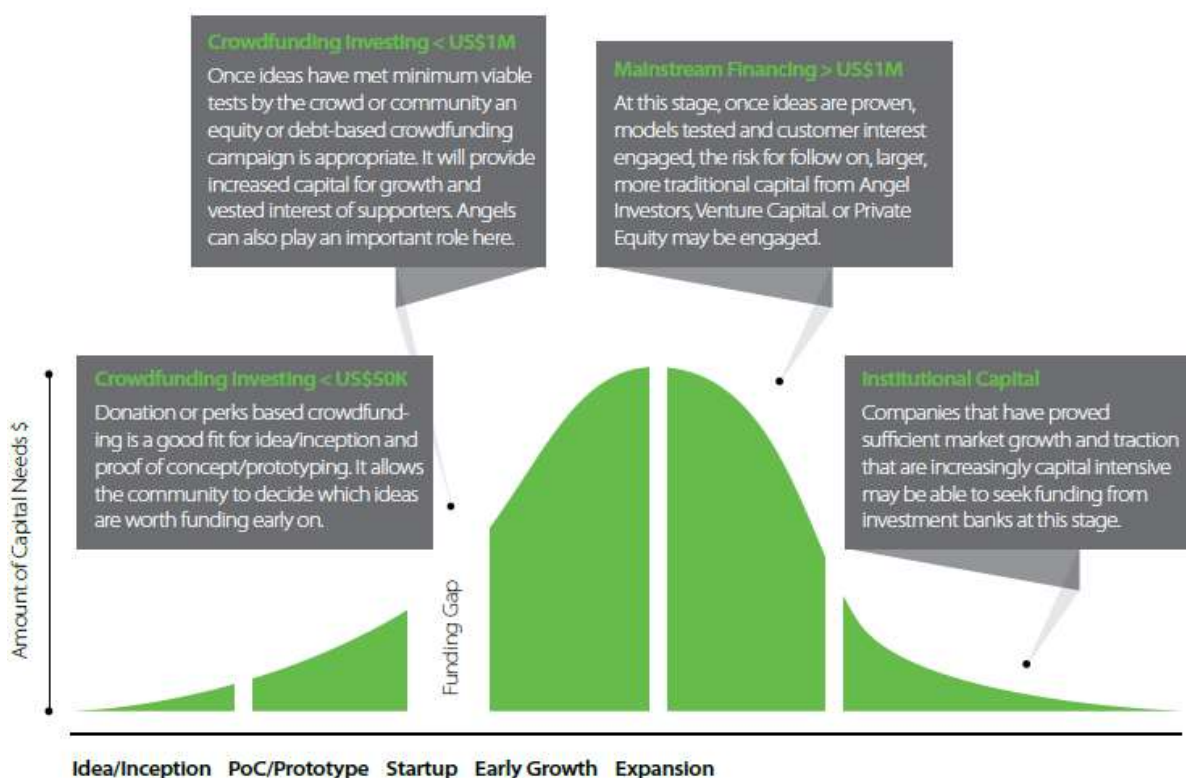 Crowdfunding Investing < US$1M
Once ideas have met minimum viable
tests by the crowd or community an
equity or debt-based crowdfunding
campaign is appropriate. It will provide
increased capital for growth and
vested interest of supporters. Angels
can also play an important role here.
Mainstream Financing > US$1M
At this stage, once ideas are proven,
models tested and customer interest
engaged, the risk for follow on, larger,
more traditional capital from Angel
Investors, Venture Capital. or Private
Equity may be engaged.
Crowdfunding Investing < US$50K
Donation or perks based crowdfund-
ing is a good fit for idea/inception and
proof of concept/prototyping. It allows
the community to decide which ideas
are worth funding early on.
Institutional Capital
Companies that have proved
sufficient market growth and traction
that are increasingly capital intensive
may be able to seek funding from
investment banks at this stage.
Amount of Capital Needs $
Funding Gap
Idea/Inception PoC/Prototype Startup Early Growth Expansion